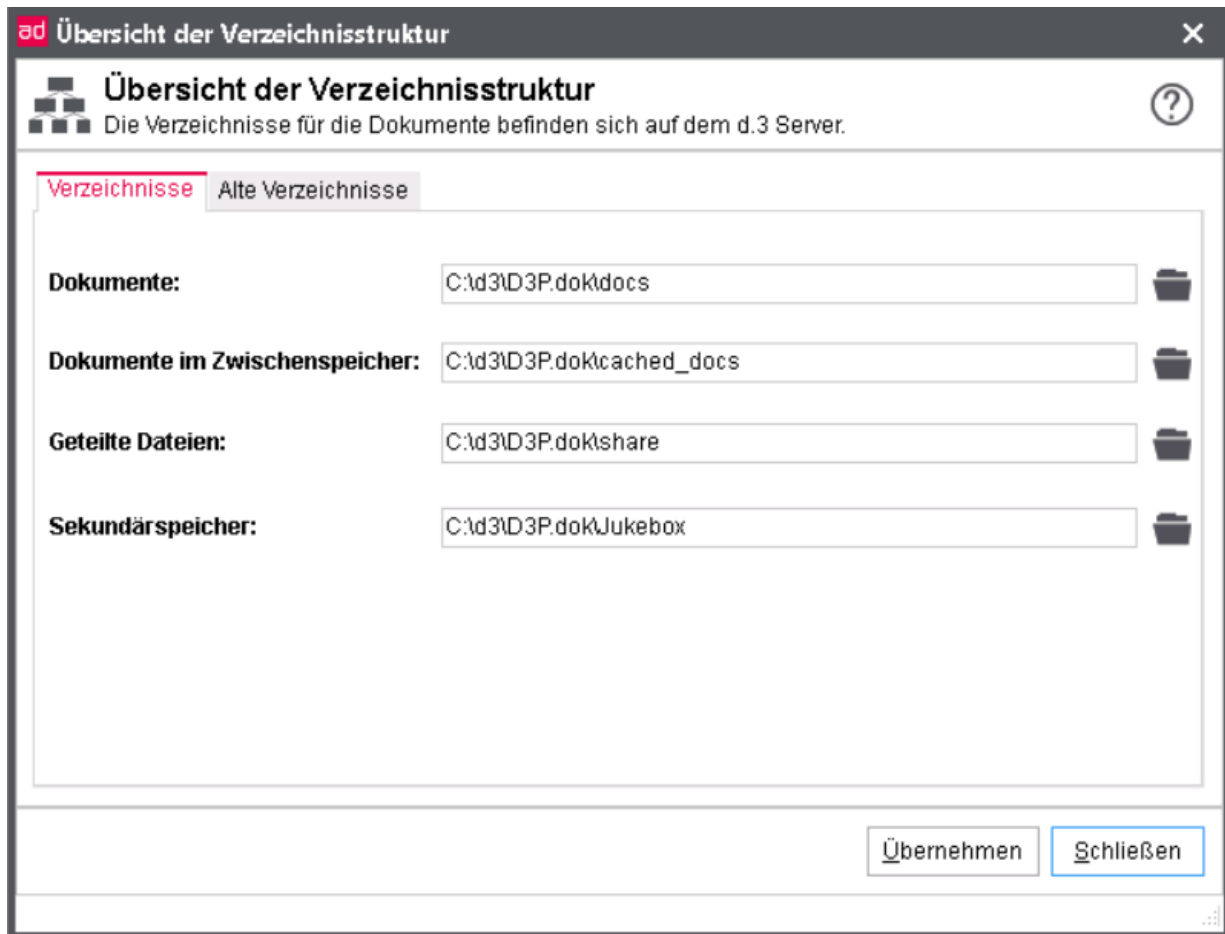 ad Übersicht der Verzeichnisstruktur
Übersicht der Verzeichnisstruktur
Die Verzeichnisse für die Dokumente befinden sich auf dem d.3 Server.
Verzeichnisse Alte Verzeichnisse
Dokumente: C:\d3\D3P.dok\docs
Dokumente im Zwischenspeicher: C:\d3\D3P.dok\cached_docs
Geteilte Dateien: C:\d3\D3P.dok\share
Sekundärspeicher: C:\d3\D3P.dok\Jukebox
Übernehmen Schließen